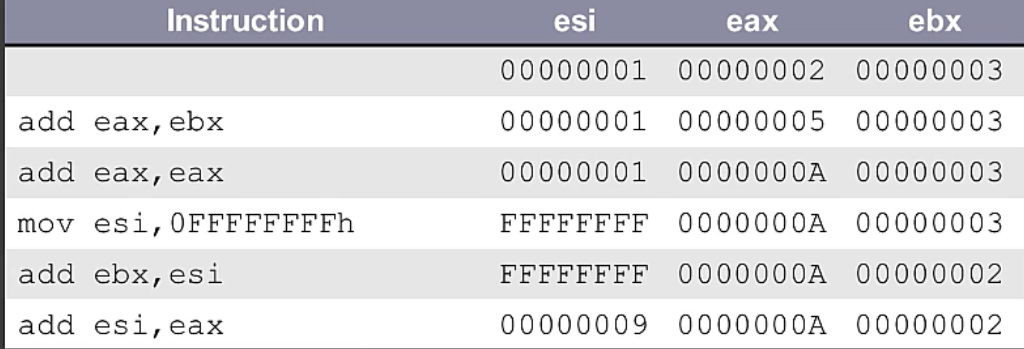 Instruction esi eax ebx
00000001 00000002 00000003
add eax,ebx 00000001 00000005 00000003
add eax,eax 00000001 0000000A 00000003
mov esi,0FFFFFFFFh FFFFFFFF 0000000A 00000003
add ebx,esi FFFFFFFF 0000000A 00000002
add esi,eax 00000009 0000000A 00000002